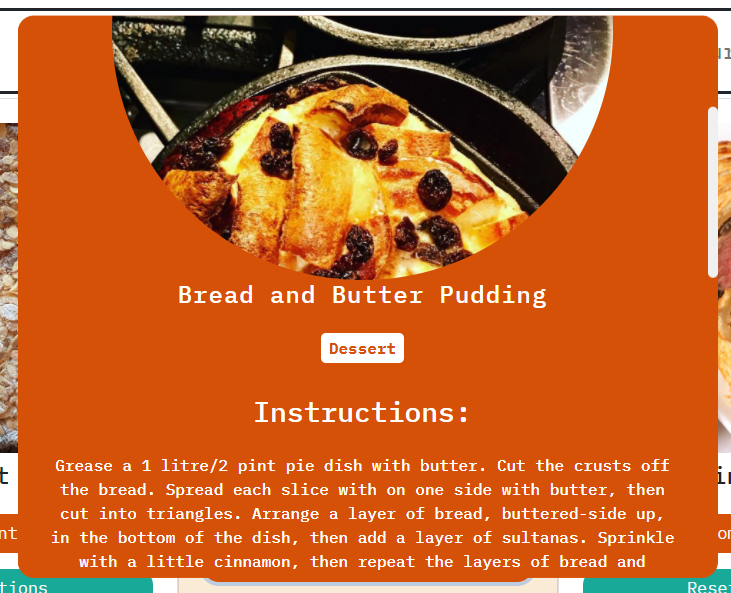 Bread and Butter Pudding
Dessert
Instructions:
Grease a 1 litre/2 pint pie dish with butter. Cut the crusts off
the bread. Spread each slice with on one side with butter, then
cut into triangles. Arrange a layer of bread, buttered-side up,
in the bottom of the dish, then add a layer of sultanas. Sprinkle
with a little cinnamon, then repeat the layers of bread and